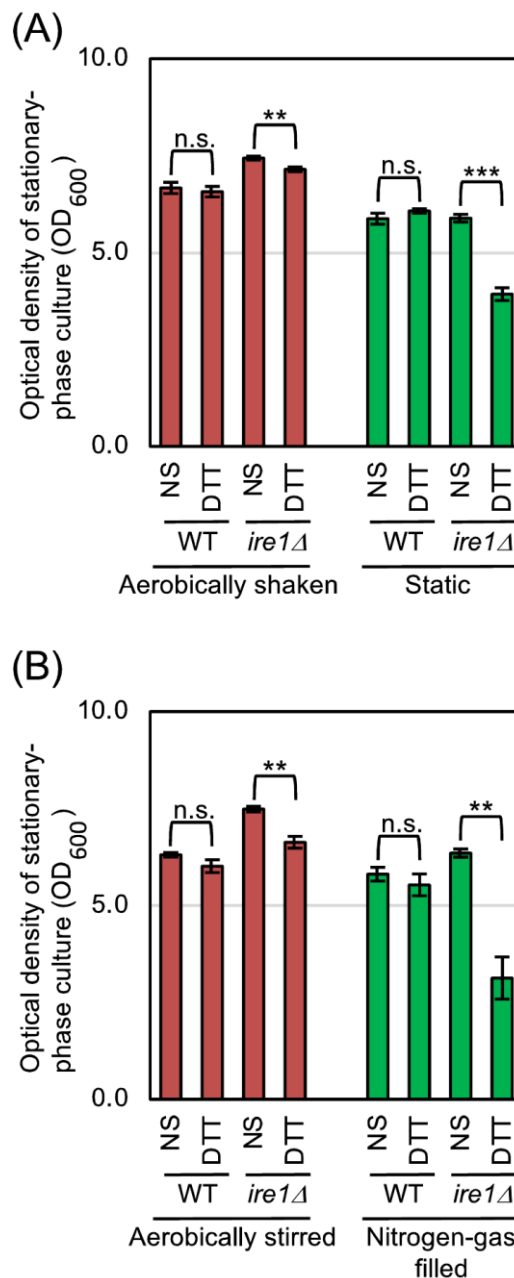 (A)
Optical density of stationary-
phase culture (OD600)
10.0
5.0
0.0
n.s.
**
n.s.
***
NS
DTT
NS
DTT
NS
DTT
NS
DTT
WT
ire1Δ
WT
ire1Δ
Aerobically shaken
Static
(B)
Optical density of stationary-
phase culture (OD600)
10.0
5.0
0.0
n.s.
**
n.s.
**
NS
DTT
NS
DTT
NS
DTT
NS
DTT
WT
ire1Δ
WT
ire1Δ
Aerobically stirred
Nitrogen-gas
filled